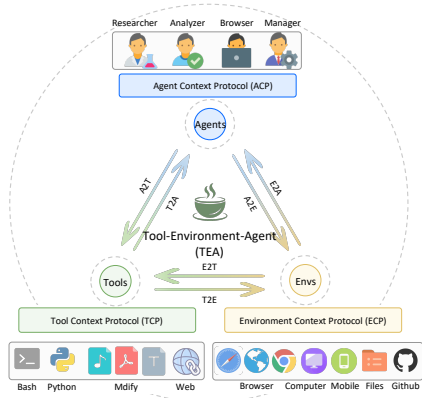 Researcher Analyzer Browser Manager
Agent Context Protocol (ACP)
Agents
A2T
T2A
E2A
A2E
Tool-Environment-Agent
(TEA)
E2T
Tools
Envs
T2E
Tool Context Protocol (TCP)
Environment Context Protocol (ECP)
T
Bash Python Mdify Web
Browser Computer Mobile Files Github